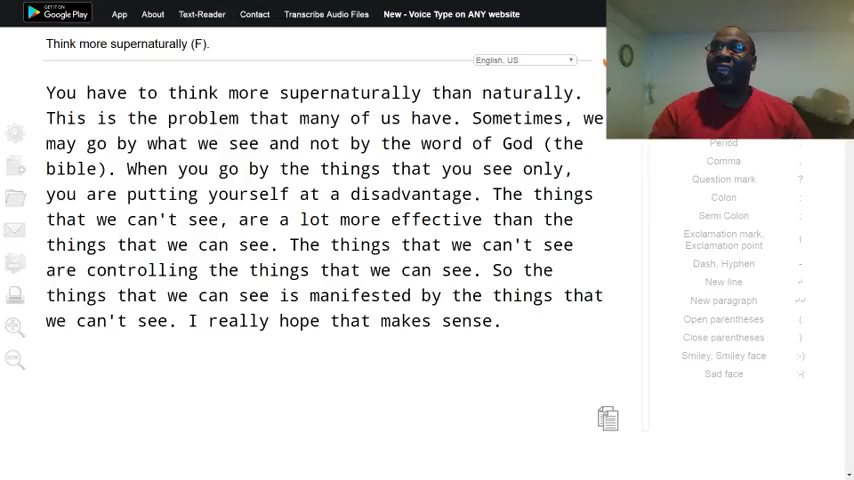 GET IT ON
Google Play
App
About
Text-Reader
Contact
Transcribe Audio Files
New - Voice Type on ANY website
Think more supernaturally (F).
English, US
You have to think more supernaturally than naturally.
This is the problem that many of us have. Sometimes, we
may go by what we see and not by the word of God (the
bible). When you go by the things that you see only,
you are putting yourself at a disadvantage. The things
that we can't see, are a lot more effective than the
things that we can see. The things that we can't see
are controlling the things that we can see. So the
things that we can see is manifested by the things that
we can't see. I really hope that makes sense.
Period .
Comma ,
Question mark ?
Colon :
Semi Colon ;
Exclamation mark,
Exclamation point !
Dash, Hyphen -
New line ↵
New paragraph ↵↵
Open parentheses (
Close parentheses )
Smiley, Smiley face :-)
Sad face :-(